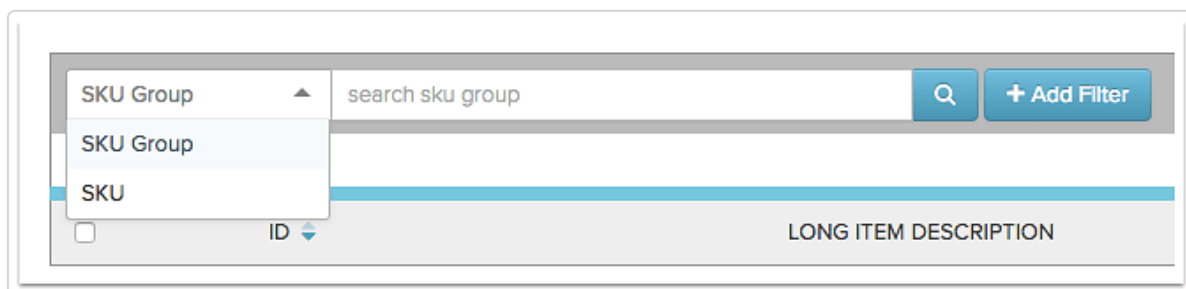 SKU Group search sku group + Add Filter
SKU Group
SKU
ID LONG ITEM DESCRIPTION